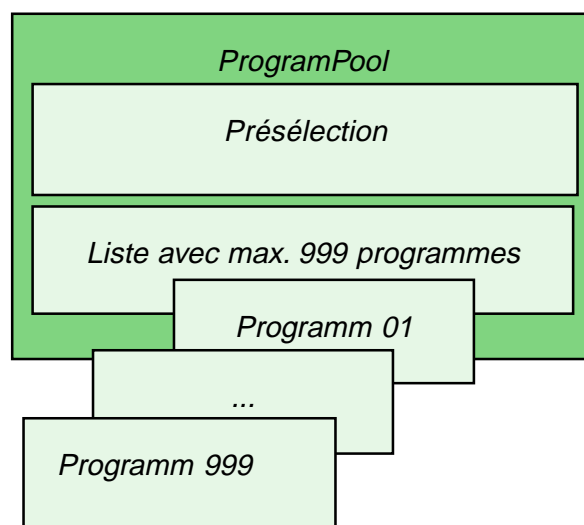 ProgramPool
Présélection
Liste avec max. 999 programmes
Programm 01
...
Programm 999